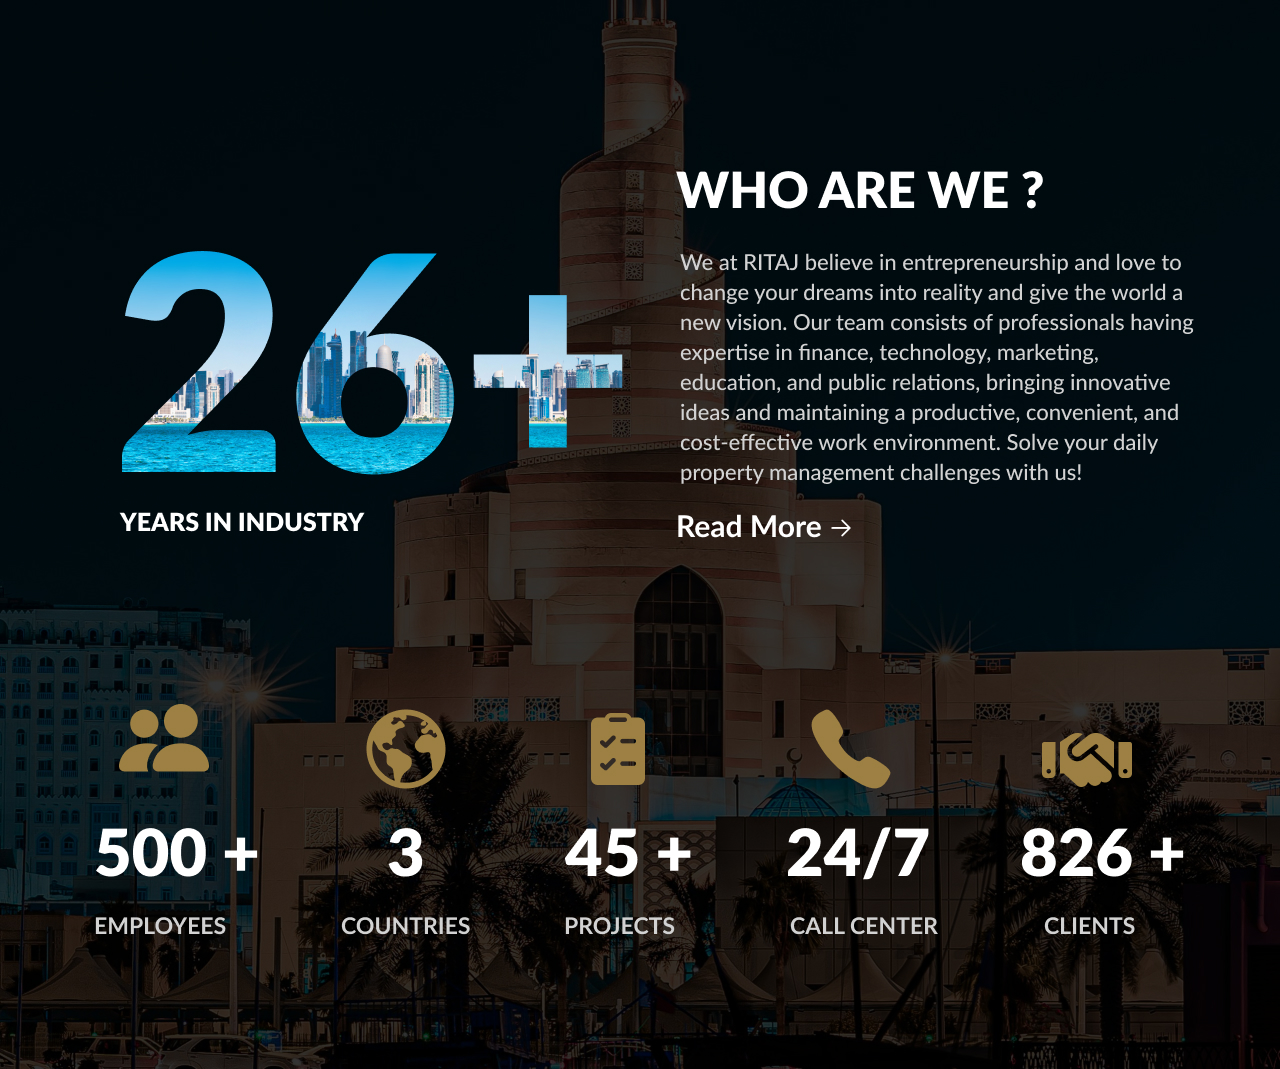 WHO ARE WE ?
26+
YEARS IN INDUSTRY
We at RITAJ believe in entrepreneurship and love to
change your dreams into reality and give the world a
new vision. Our team consists of professionals having
expertise in finance, technology, marketing,
education, and public relations, bringing innovative
ideas and maintaining a productive, convenient, and
cost-effective work environment. Solve your daily
property management challenges with us!
Read More →
500 +
3
45 +
24/7
826 +
EMPLOYEES
COUNTRIES
PROJECTS
CALL CENTER
CLIENTS